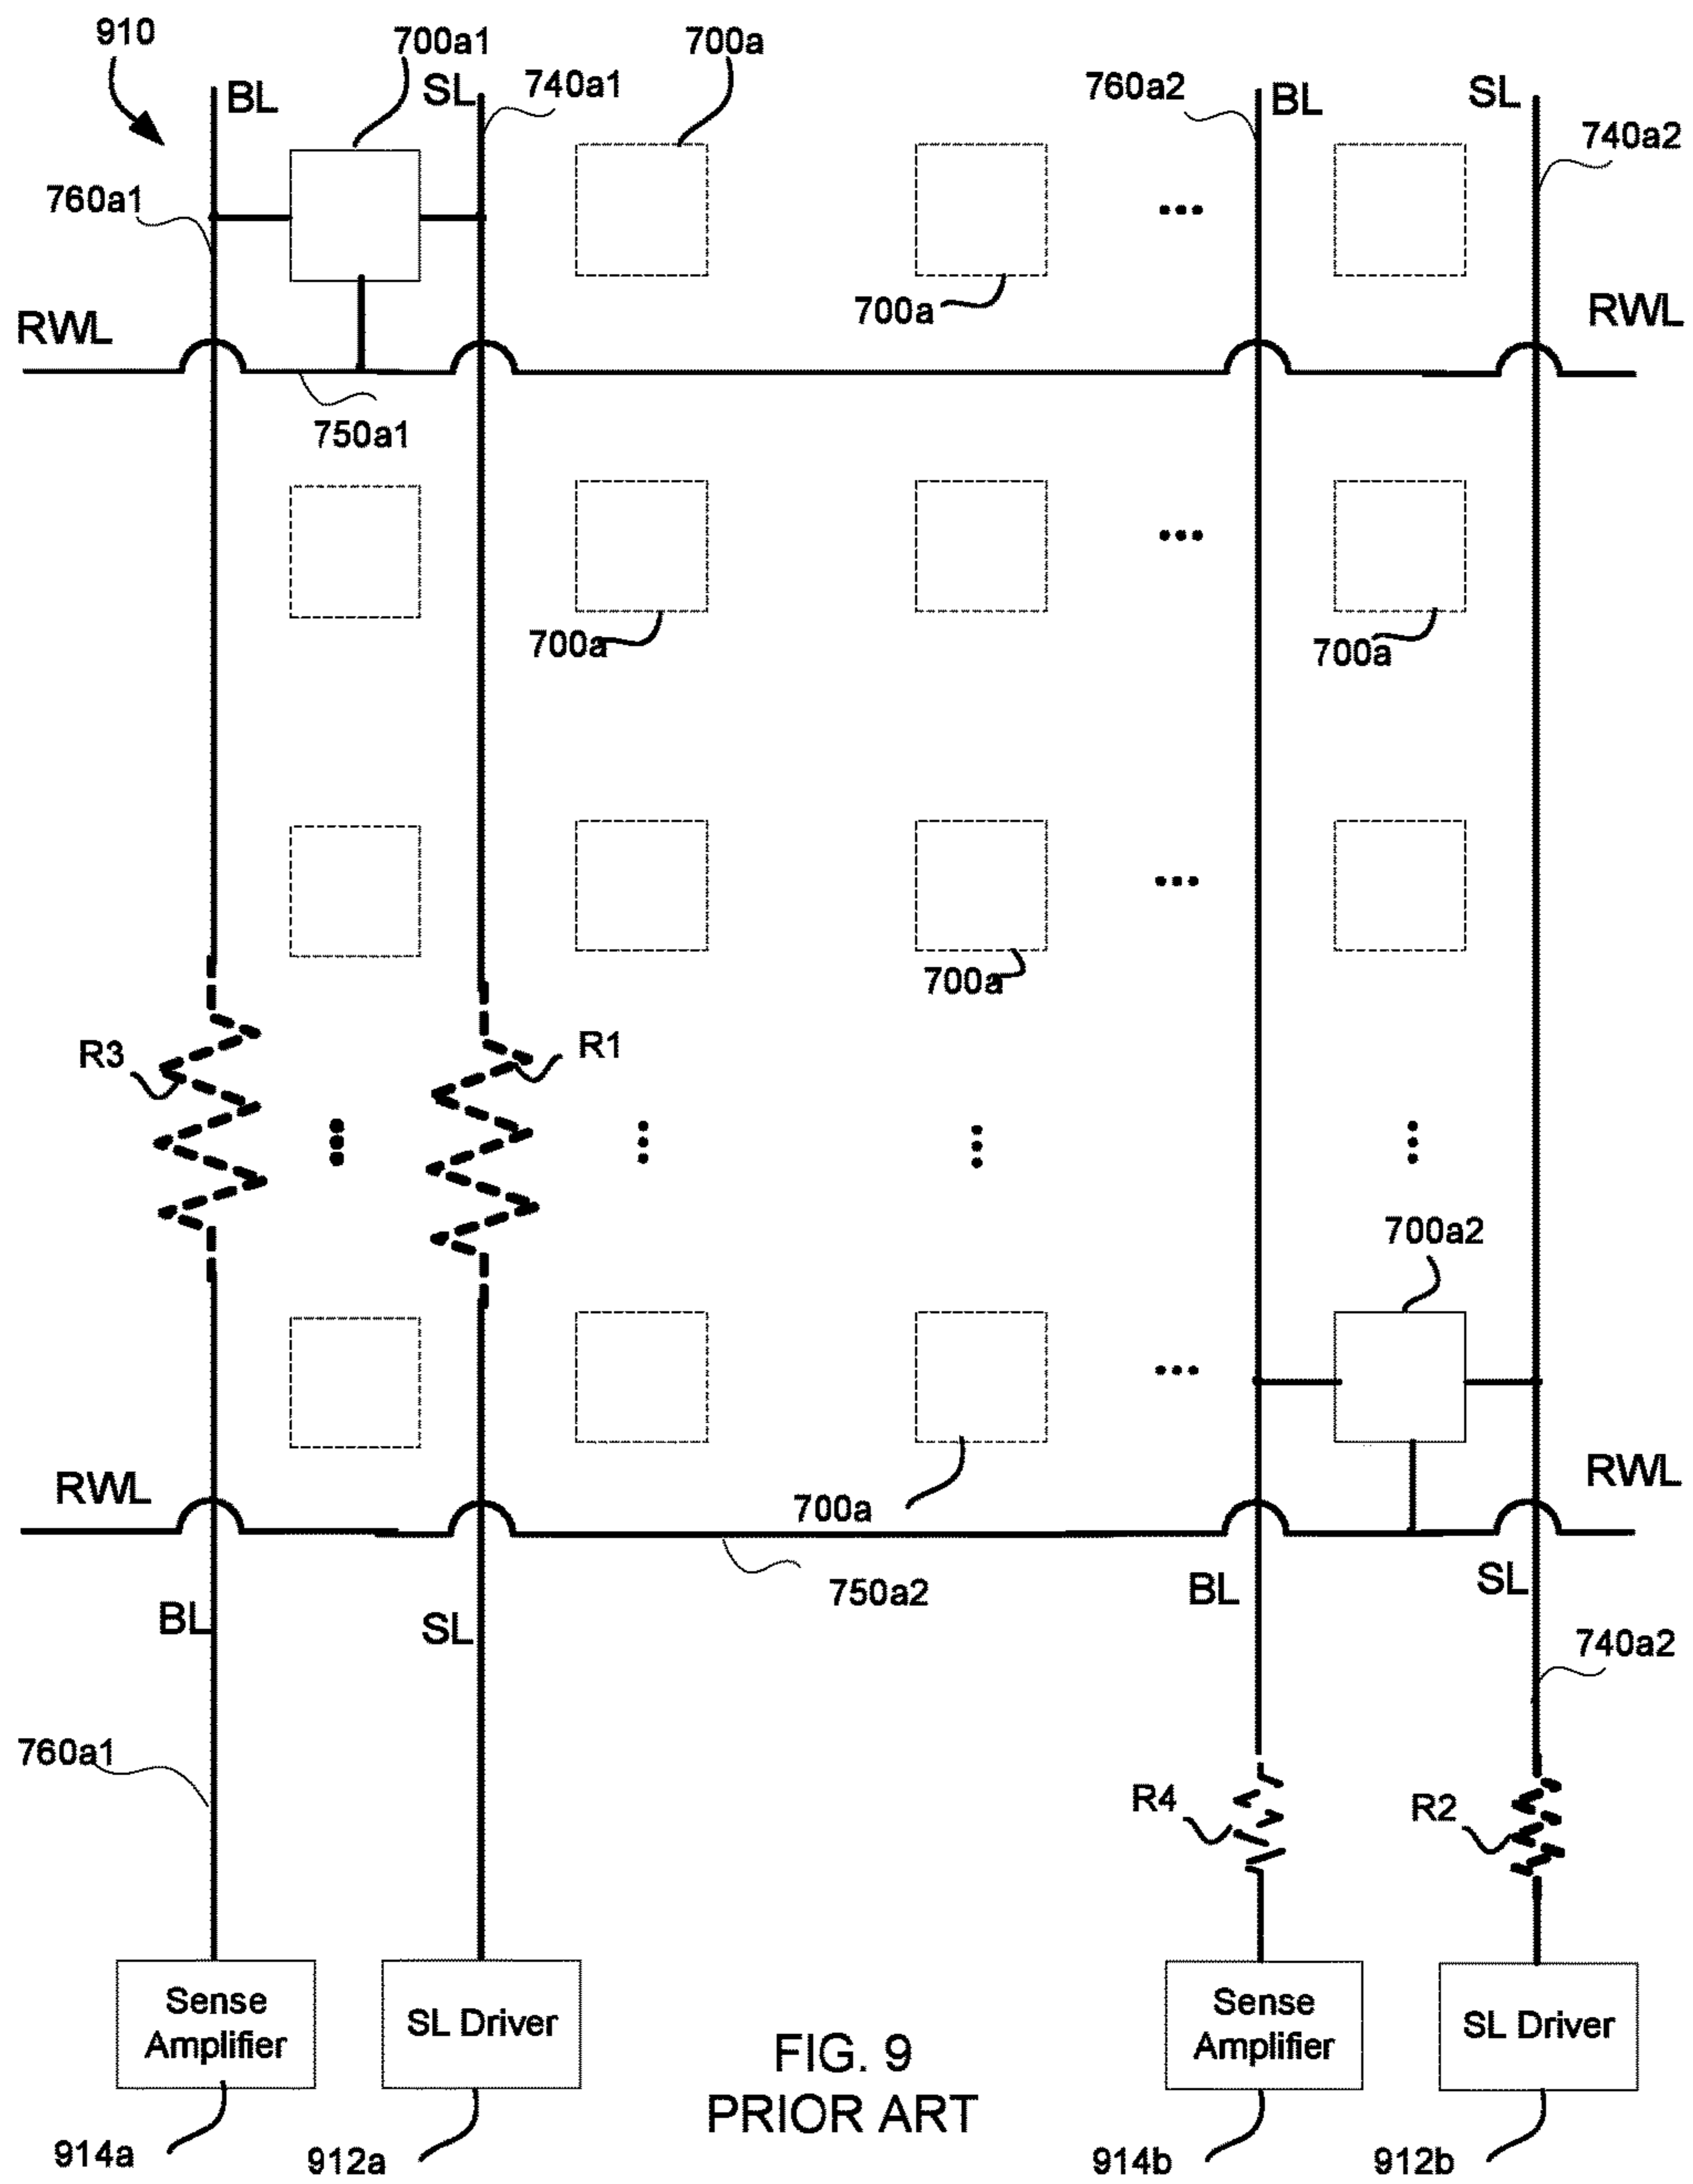 910
700a1
700a
BL
SL
740a1
760a2
BL
SL
740a2
760a1
700a
RWL
RWL
750a1
700a
700a
700a
R3
R1
700a2
RWL
700a
RWL
750a2
BL
SL
BL
SL
740a2
760a1
R4
R2
Sense
Amplifier
SL Driver
Sense
Amplifier
SL Driver
FIG. 9
PRIOR ART
914a
912a
914b
912b